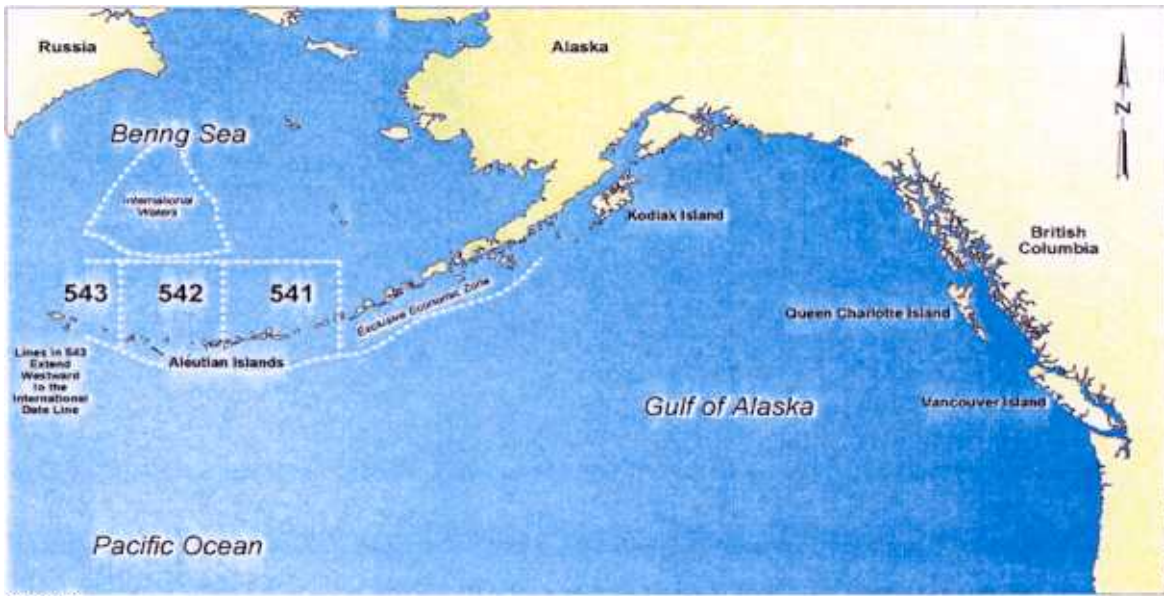 Russia
Alaska
Bering Sea
N
International
Waters
Kodiak Island
British
Columbia
543
542
541
Exclusive Economic Zone
Queen Charlotte Island
Lines in 543
Extend
Westward
to the
International
Date Line
Aleutian Islands
Gulf of Alaska
Vancouver Island
Pacific Ocean